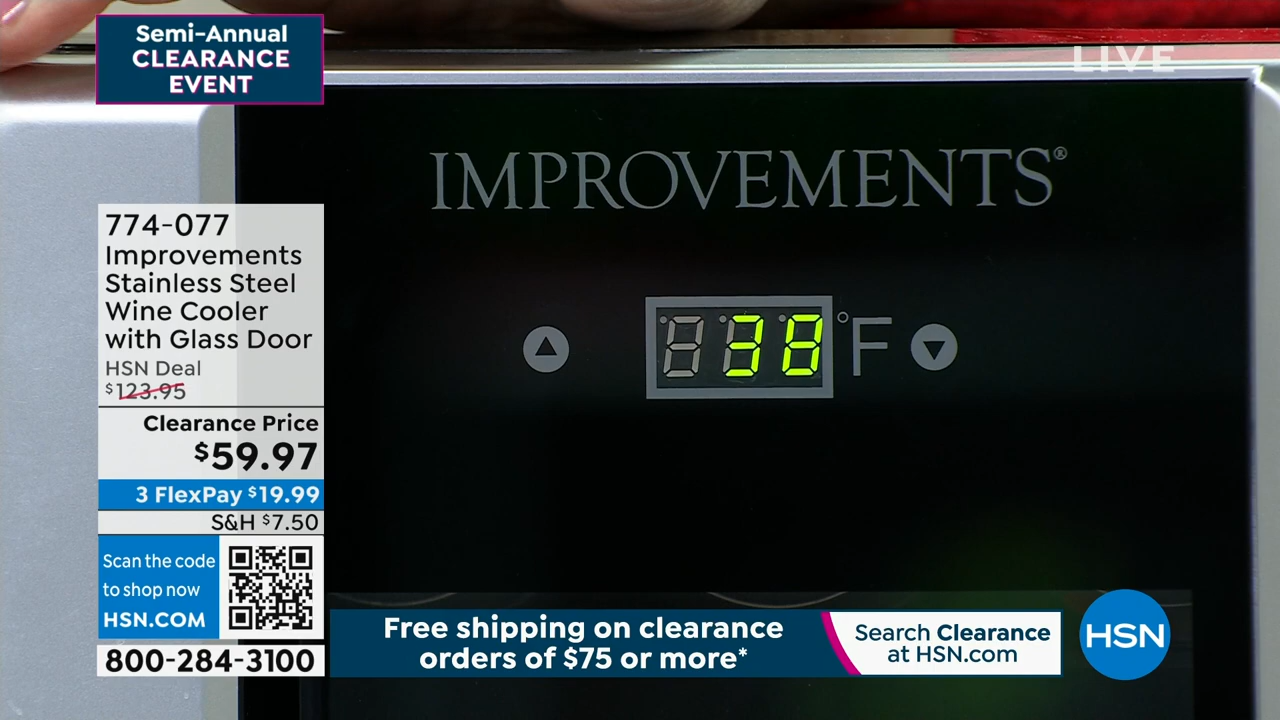 Semi-Annual
CLEARANCE
EVENT
LIVE
IMPROVEMENTS®
38 °F
774-077
Improvements
Stainless Steel
Wine Cooler
with Glass Door
HSN Deal
$123.95
Clearance Price
$59.97
3 FlexPay $19.99
S&H $7.50
Scan the code
to shop now
HSN.COM
800-284-3100
Free shipping on clearance
orders of $75 or more*
Search Clearance
at HSN.com
HSN